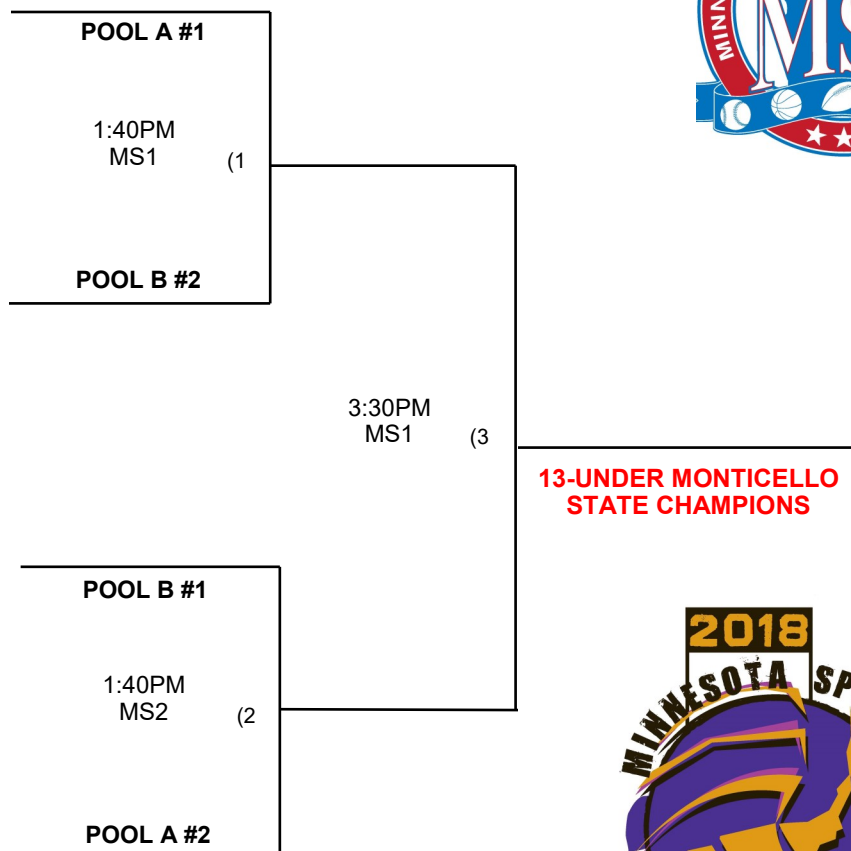 POOL A #1
1:40PM
MS1
(1
POOL B #2
3:30PM
MS1
(3
13-UNDER MONTICELLO
STATE CHAMPIONS
POOL B #1
1:40PM
MS2
(2
POOL A #2
2018
MINNESOTA